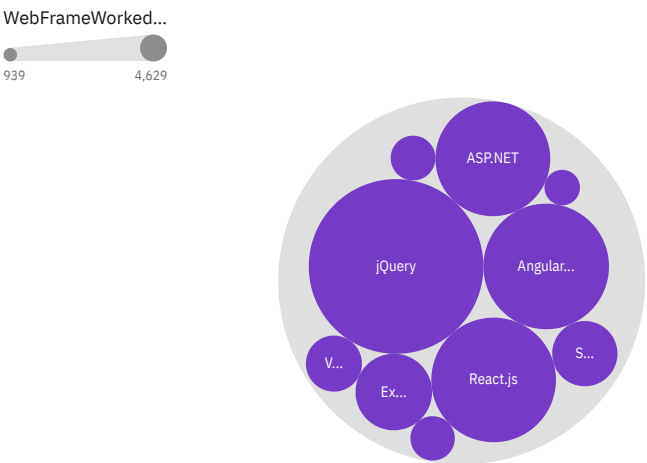 WebFrameWorked...
939 4,629
ASP.NET
jQuery Angular...
V... S...
Ex... React.js